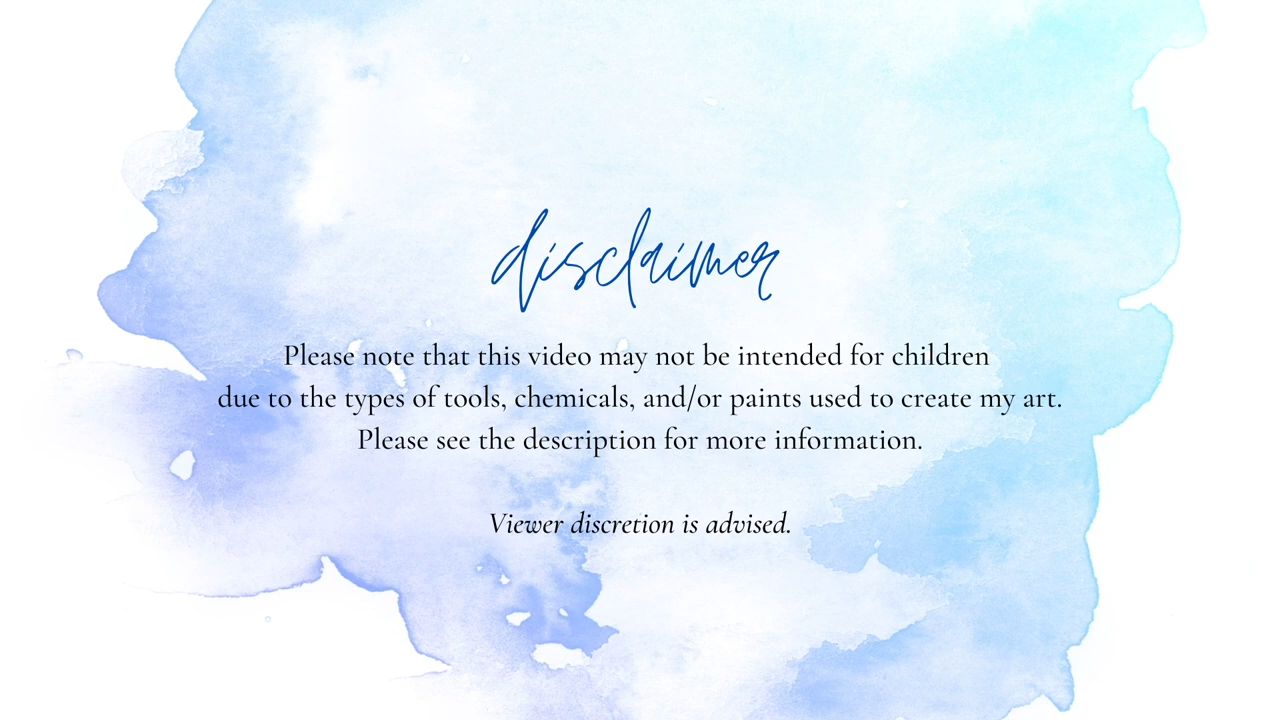 disclaimer
Please note that this video may not be intended for children
due to the types of tools, chemicals, and/or paints used to create my art.
Please see the description for more information.
Viewer discretion is advised.